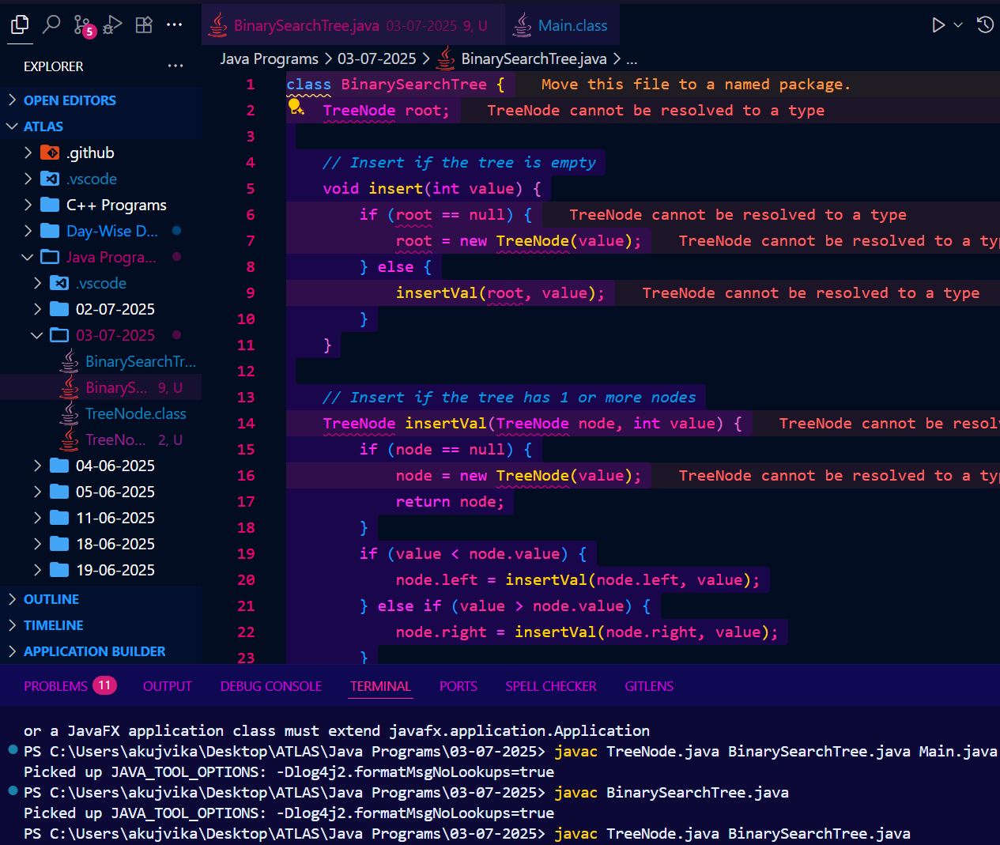 5
BinarySearchTree.java 03-07-2025 9, U
Main.class
EXPLORER
OPEN EDITORS
ATLAS
.github
.vscode
C++ Programs
Day-Wise D...
Java Progra...
.vscode
02-07-2025
03-07-2025
BinarySearchTr...
BinaryS... 9, U
TreeNode.class
TreeNo... 2, U
04-06-2025
05-06-2025
11-06-2025
18-06-2025
19-06-2025
OUTLINE
TIMELINE
APPLICATION BUILDER
Java Programs > 03-07-2025 > BinarySearchTree.java > ...
1 class BinarySearchTree { Move this file to a named package.
2 TreeNode root; TreeNode cannot be resolved to a type
3
4 // Insert if the tree is empty
5 void insert(int value) {
6 if (root == null) { TreeNode cannot be resolved to a type
7 root = new TreeNode(value); TreeNode cannot be resolved to a ty
8 } else {
9 insertVal(root, value); TreeNode cannot be resolved to a type
10 }
11 }
12
13 // Insert if the tree has 1 or more nodes
14 TreeNode insertVal(TreeNode node, int value) { TreeNode cannot be resol
15 if (node == null) {
16 node = new TreeNode(value); TreeNode cannot be resolved to a ty
17 return node;
18 }
19 if (value < node.value) {
20 node.left = insertVal(node.left, value);
21 } else if (value > node.value) {
22 node.right = insertVal(node.right, value);
23 }
PROBLEMS 11 OUTPUT DEBUG CONSOLE TERMINAL PORTS SPELL CHECKER GITLENS
or a JavaFX application class must extend javafx.application.Application
PS C:\Users\akujvika\Desktop\ATLAS\Java Programs\03-07-2025> javac TreeNode.java BinarySearchTree.java Main.java
Picked up JAVA_TOOL_OPTIONS: -Dlog4j2.formatMsgNoLookups=true
PS C:\Users\akujvika\Desktop\ATLAS\Java Programs\03-07-2025> javac BinarySearchTree.java
Picked up JAVA_TOOL_OPTIONS: -Dlog4j2.formatMsgNoLookups=true
PS C:\Users\akujvika\Desktop\ATLAS\Java Programs\03-07-2025> javac TreeNode.java BinarySearchTree.java